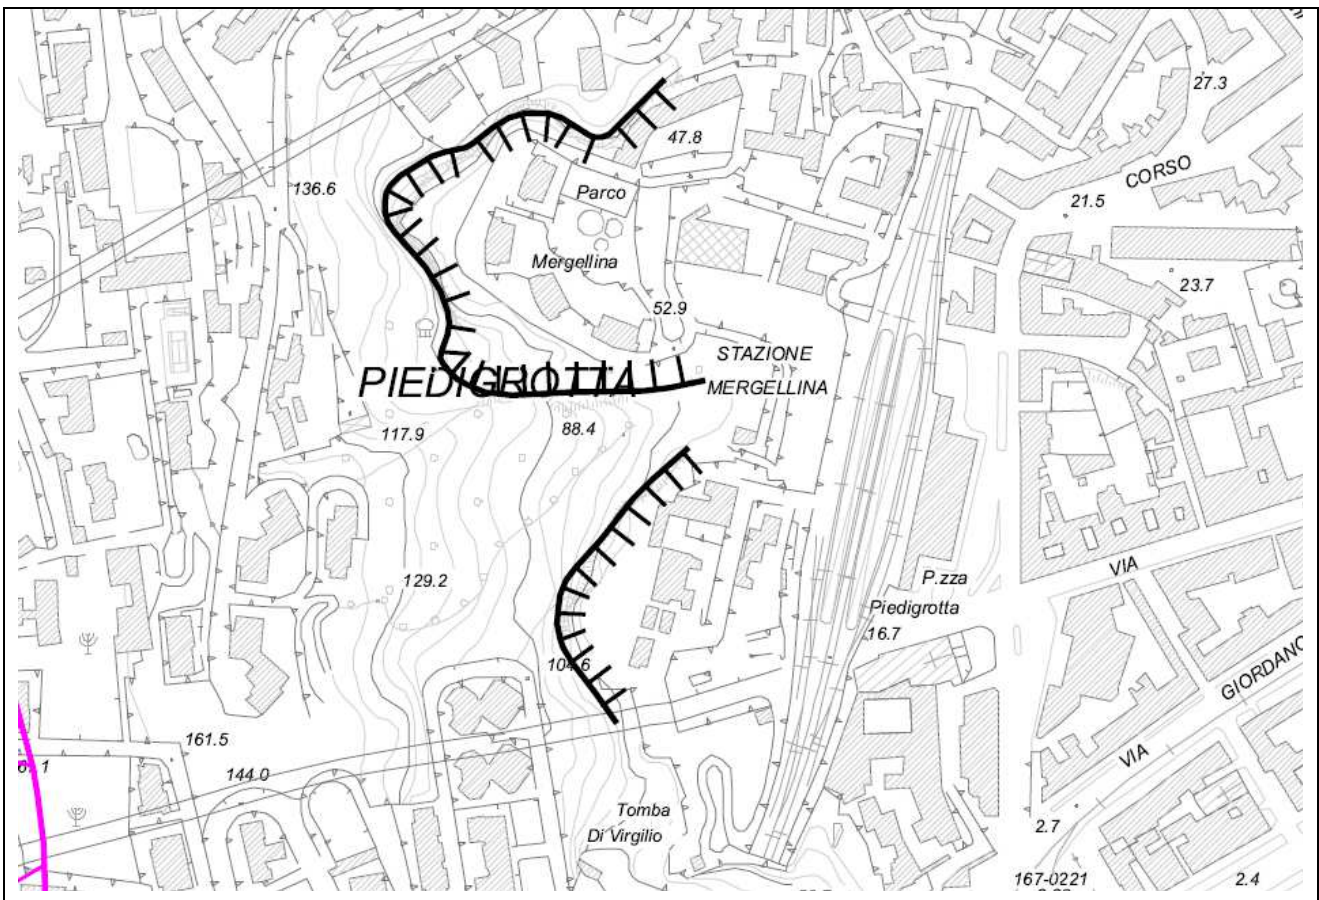 27.3
47.8
CORSO
136.6
Parco
21.5
Mergellina
23.7
52.9
STAZIONE
PIEDIGROTTA
MERGELLINA
88.4
117.9
VIA
129.2
P.zza
Piedigrotta
16.7
104.6
GIORDANO
161.5
VIA
144.0
Tomba
Di Virgilio
2.7
167-0221
2.4